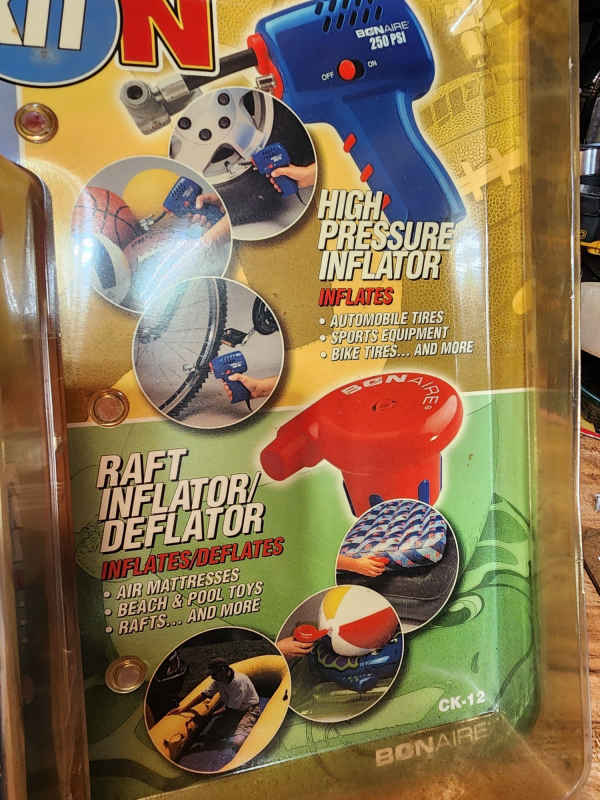 KIT
N
BONAIRE
250 PSI
OFF
ON
HIGH
PRESSURE
INFLATOR
INFLATES
• AUTOMOBILE TIRES
• SPORTS EQUIPMENT
• BIKE TIRES... AND MORE
BONAIRE®
RAFT
INFLATOR/
DEFLATOR
INFLATES/DEFLATES
• AIR MATTRESSES
• BEACH & POOL TOYS
• RAFTS... AND MORE
CK-12
BONAIRE